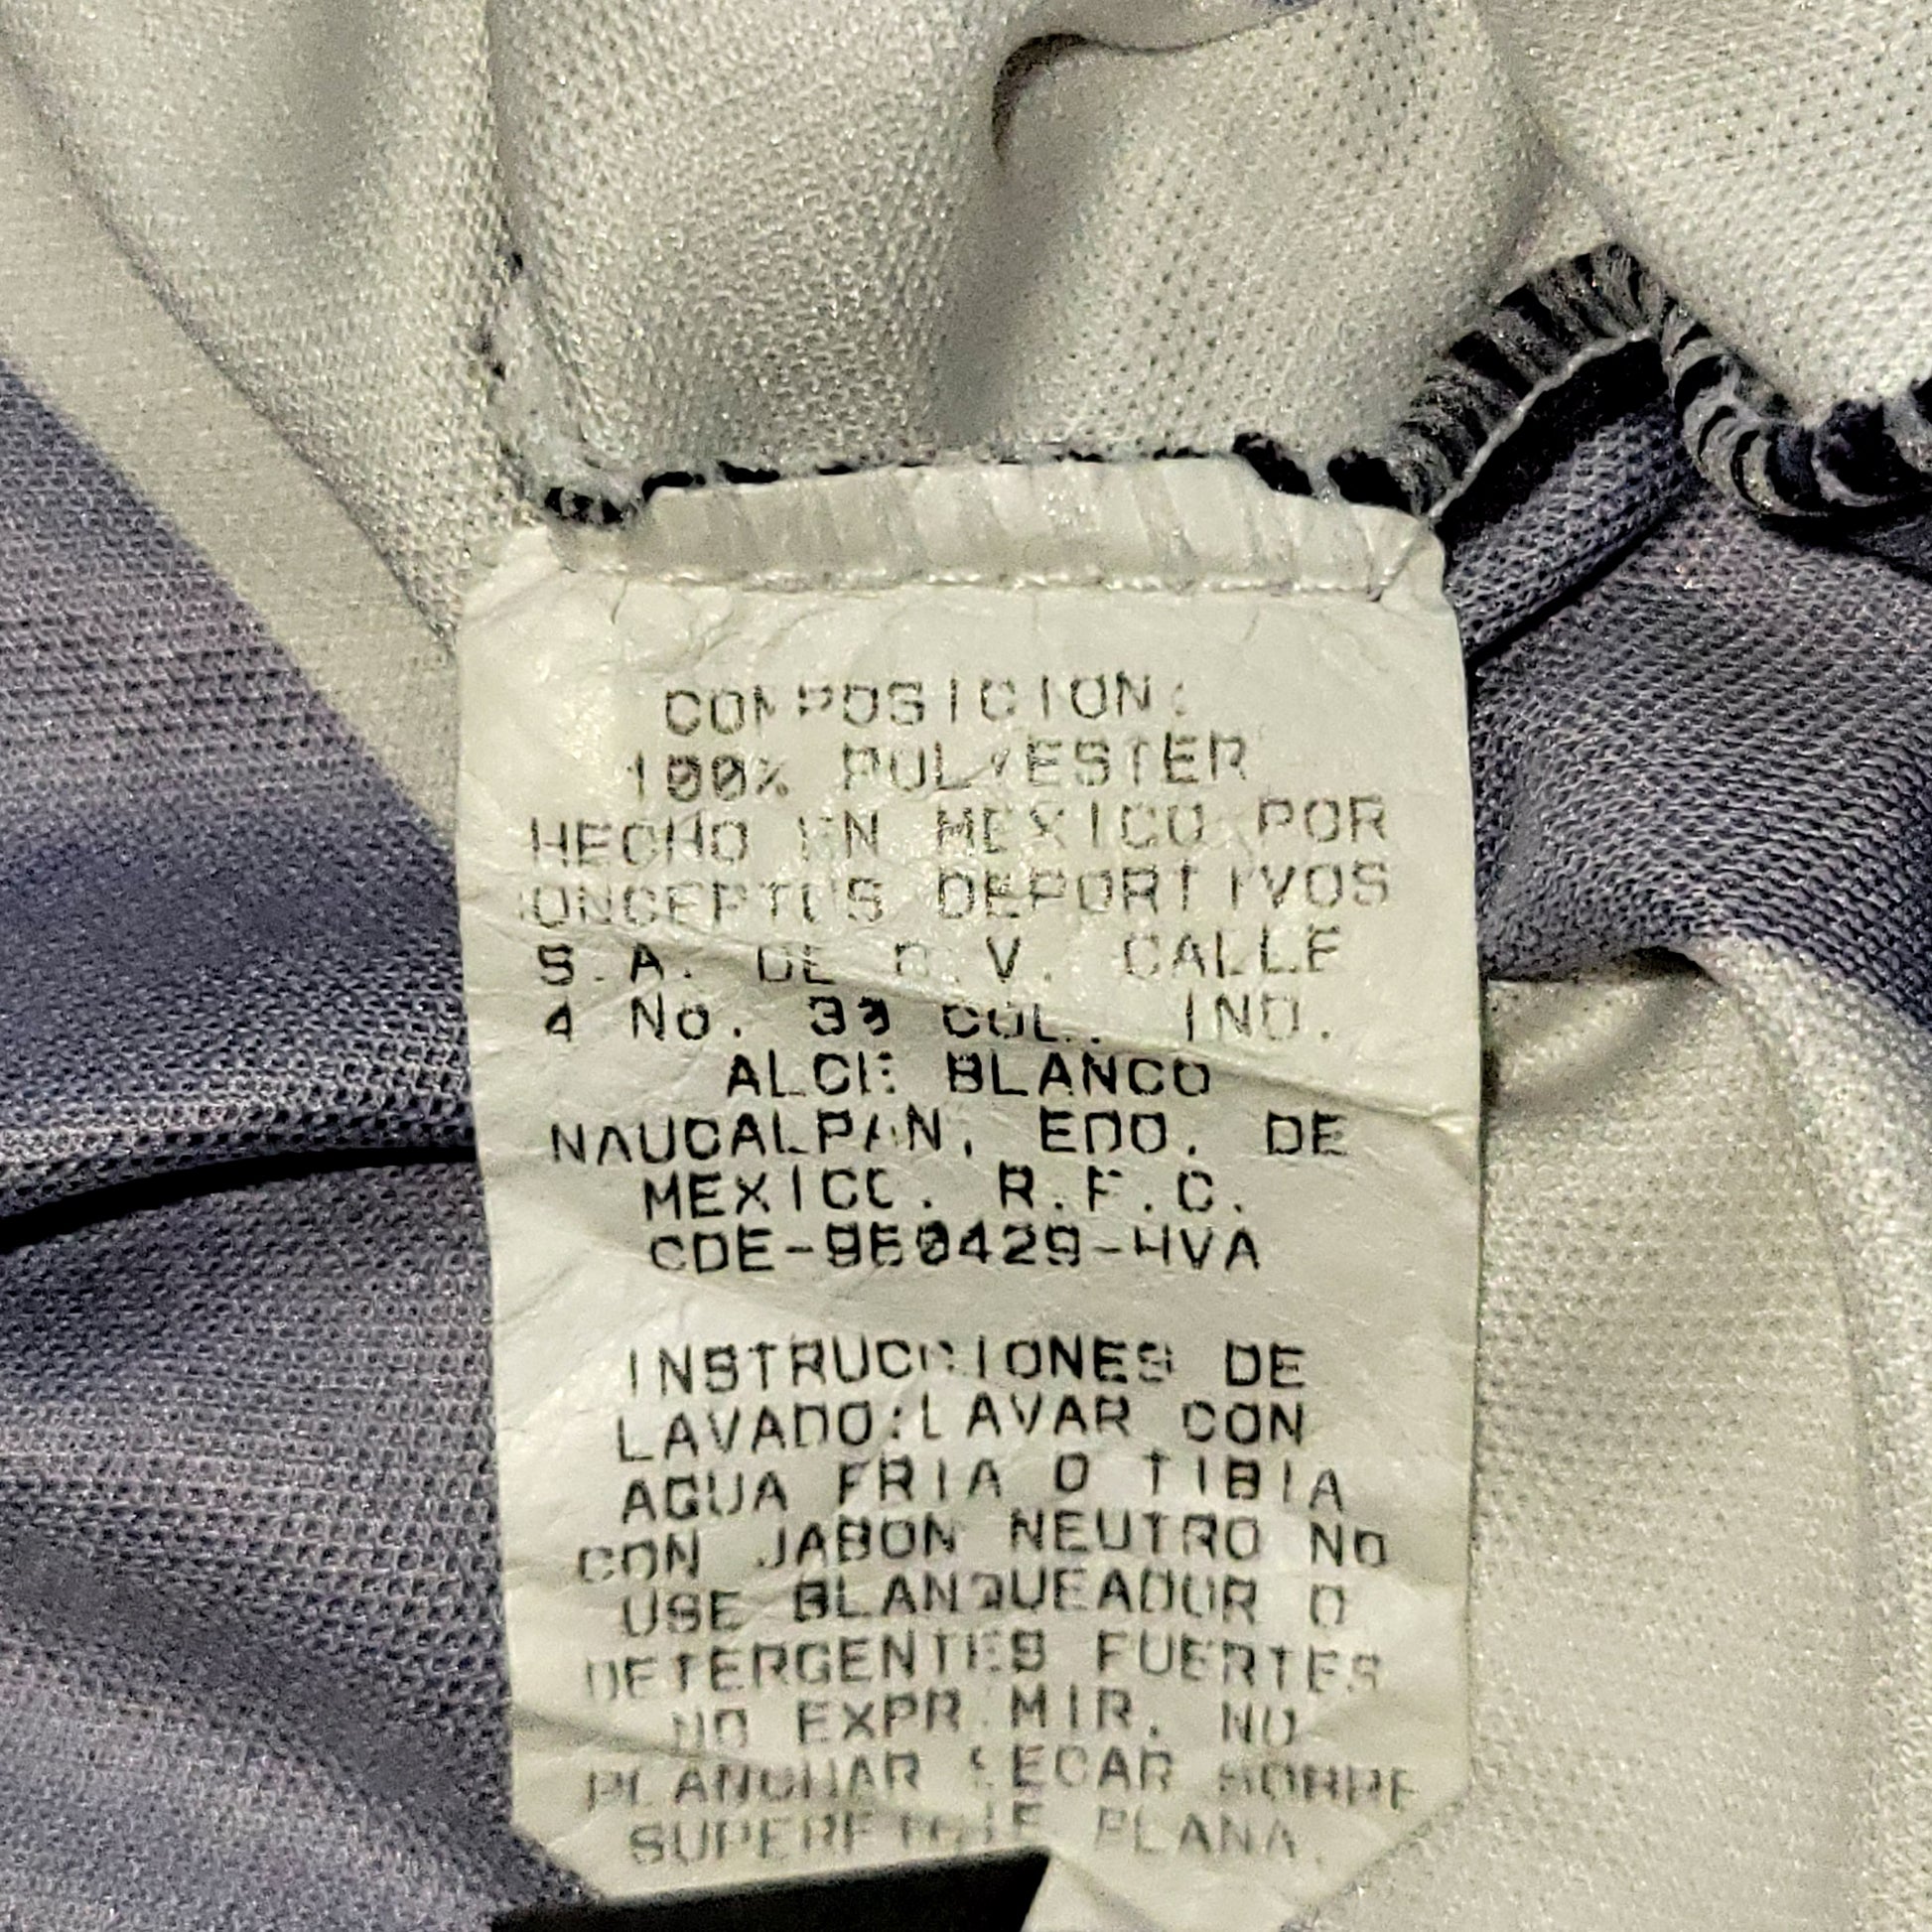 COMPOSICION:
100% POLYESTER
HECHO EN MEXICO POR
CONCEPTOS DEPORTIVOS
S.A. DE C.V. CALLE
4 No. 33 COL. IND.
ALCE BLANCO
NAUCALPAN, EDO. DE
MEXICO. R.F.C.
CDE-960429-HVA
INSTRUCCIONES DE
LAVADO:LAVAR CON
AGUA FRIA O TIBIA
CON JABON NEUTRO NO
USE BLANQUEADOR O
DETERGENTES FUERTES
NO EXPRIMIR. NO
PLANCHAR SECAR SOBRE
SUPERFICIE PLANA.